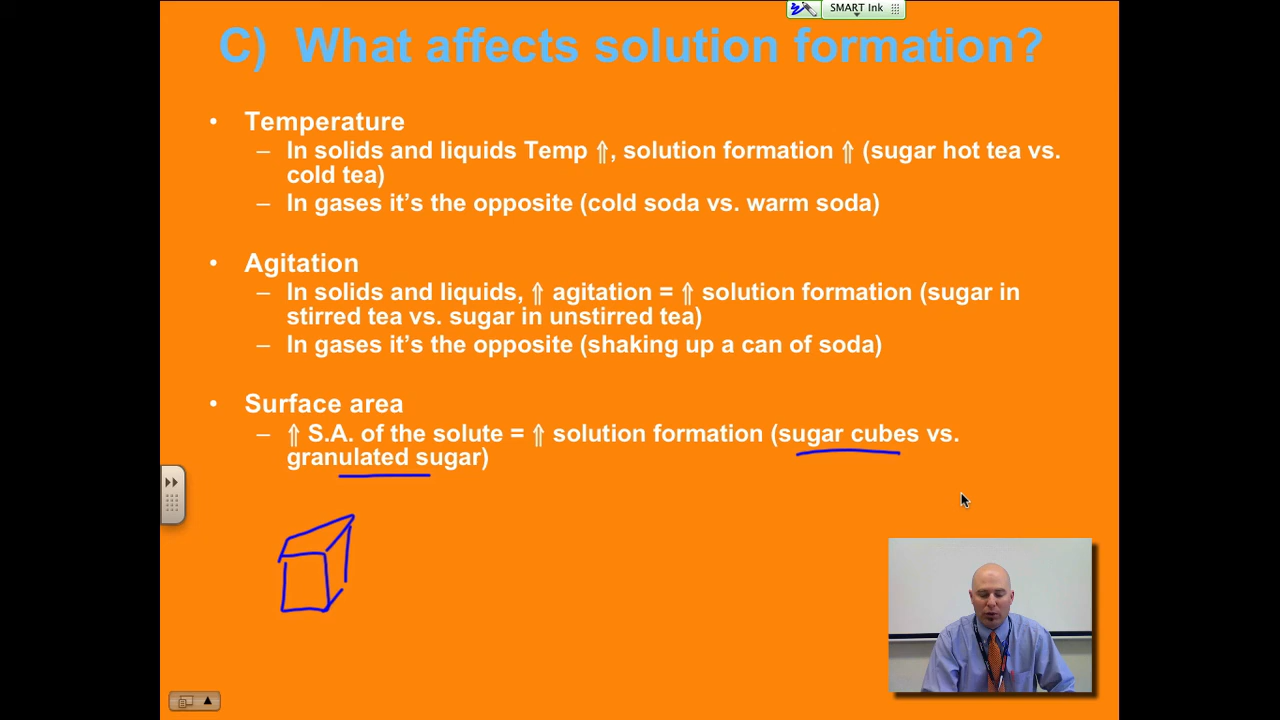 SMART Ink
C) What affects solution formation?
• Temperature
– In solids and liquids Temp ⇑, solution formation ⇑ (sugar hot tea vs.
cold tea)
– In gases it’s the opposite (cold soda vs. warm soda)
• Agitation
– In solids and liquids, ⇑ agitation = ⇑ solution formation (sugar in
stirred tea vs. sugar in unstirred tea)
– In gases it’s the opposite (shaking up a can of soda)
• Surface area
– ⇑ S.A. of the solute = ⇑ solution formation (sugar cubes vs.
granulated sugar)